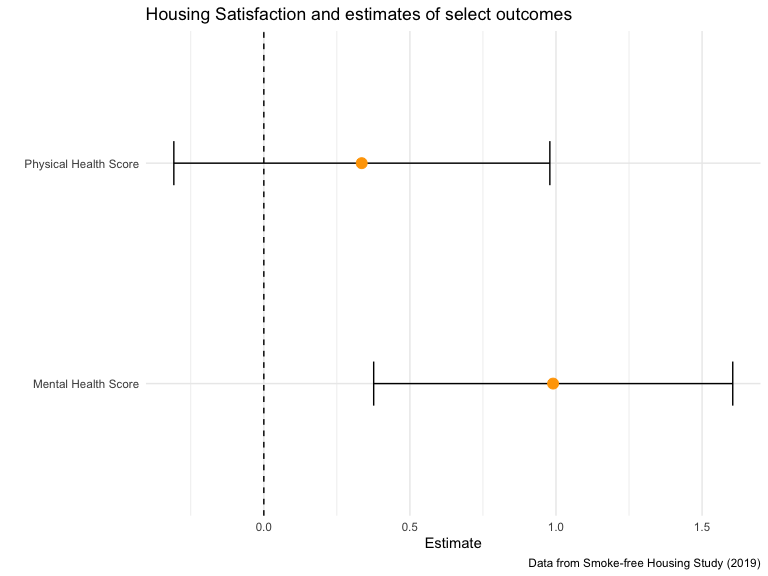 Housing Satisfaction and estimates of select outcomes
Physical Health Score
Mental Health Score
0.0 0.5 1.0 1.5
Estimate
Data from Smoke-free Housing Study (2019)